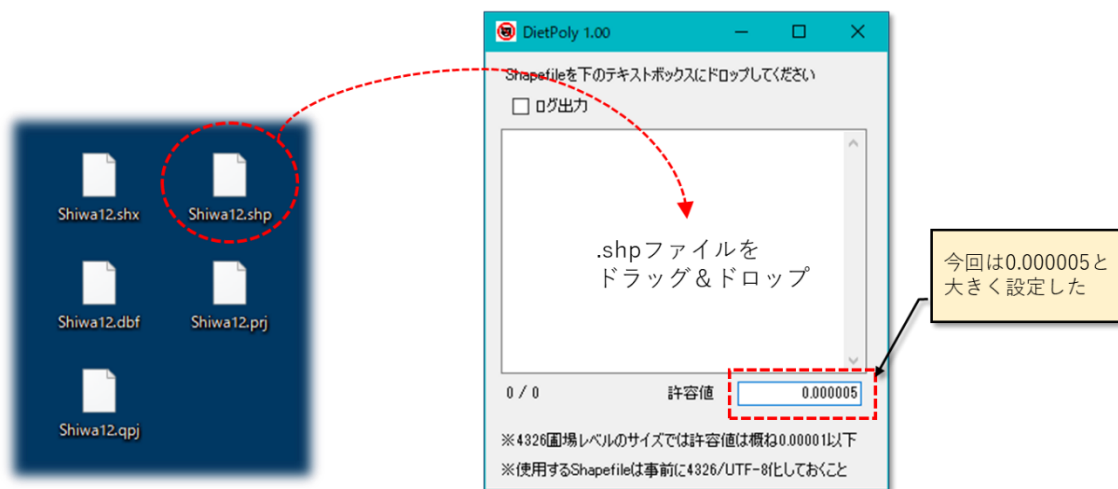 DietPoly 1.00
Shapefileを下のテキストボックスにドロップしてください
ログ出力
Shiwa12.shx
Shiwa12.shp
.shpファイルを
ドラッグ&ドロップ
今回は0.000005と
大きく設定した
Shiwa12.dbf
Shiwa12.prj
0 / 0
許容値
0.000005
Shiwa12.qpj
※4326圃場レベルのサイズでは許容値は概ね0.00001以下
※使用するShapefileは事前に4326/UTF-8化しておくこと